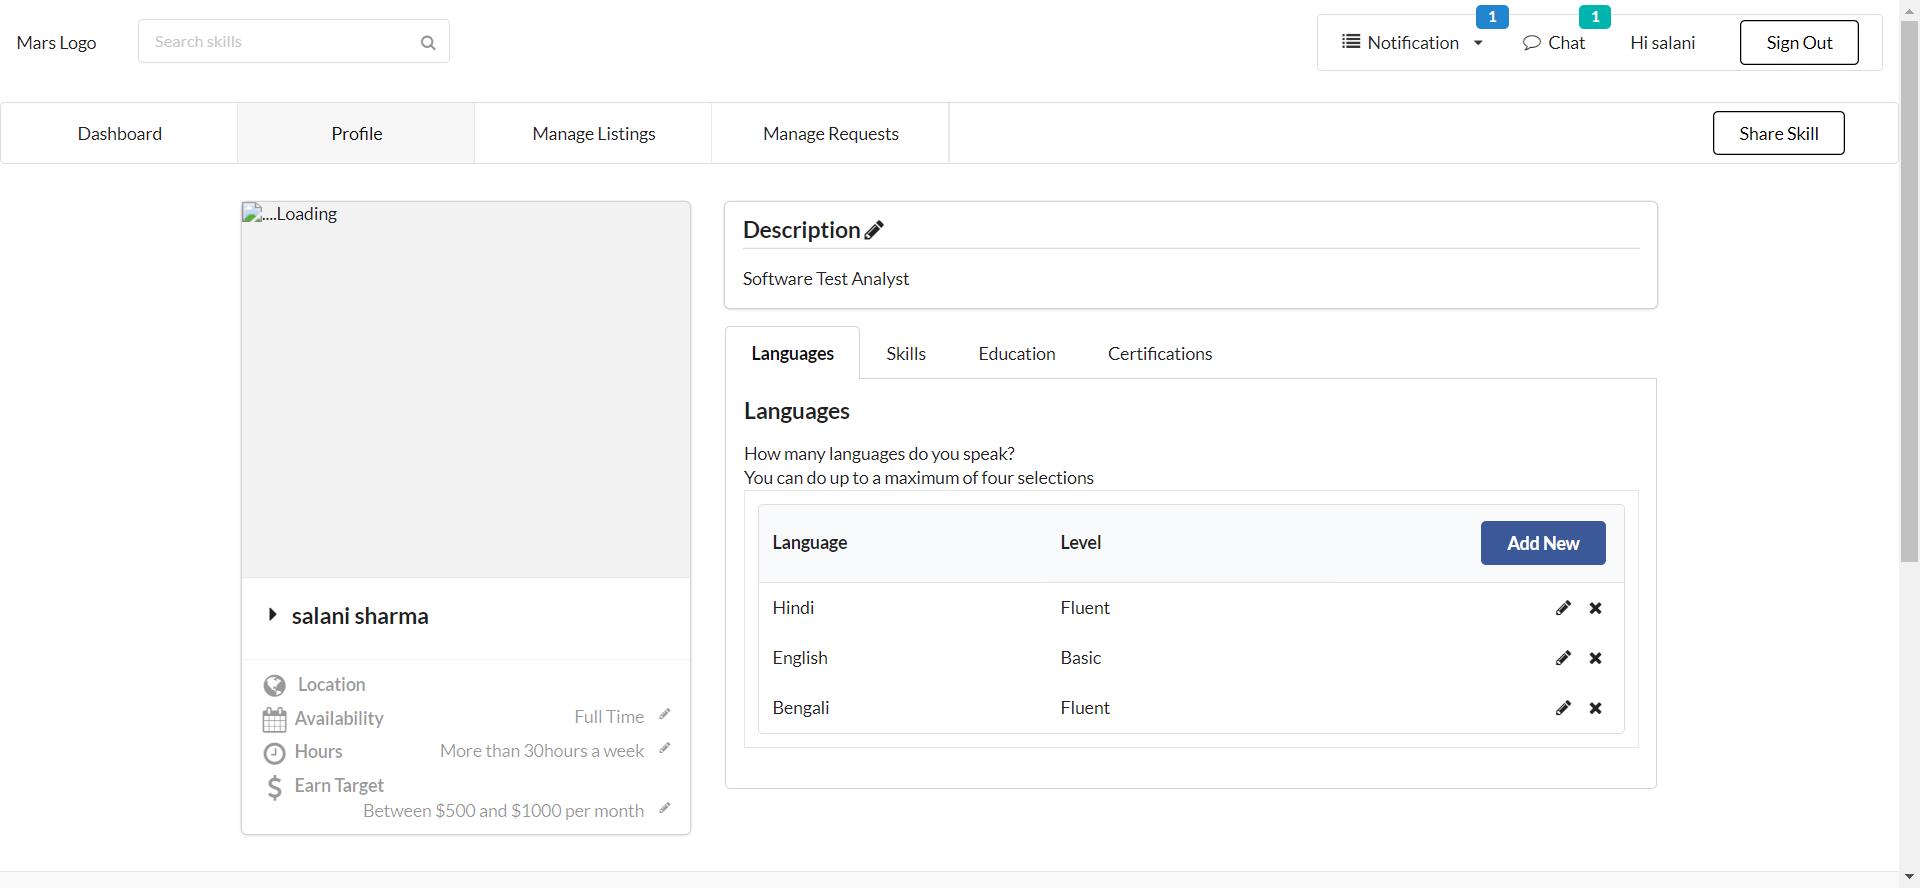 Mars Logo
Search skills
Notification
1
Chat
1
Hi salani
Sign Out
Dashboard
Profile
Manage Listings
Manage Requests
Share Skill
....Loading
salani sharma
Location
Availability
Full Time
Hours
More than 30hours a week
Earn Target
Between $500 and $1000 per month
Description
Software Test Analyst
Languages
Skills
Education
Certifications
Languages
How many languages do you speak?
You can do up to a maximum of four selections
Language Level Add New
Hindi Fluent
English Basic
Bengali Fluent